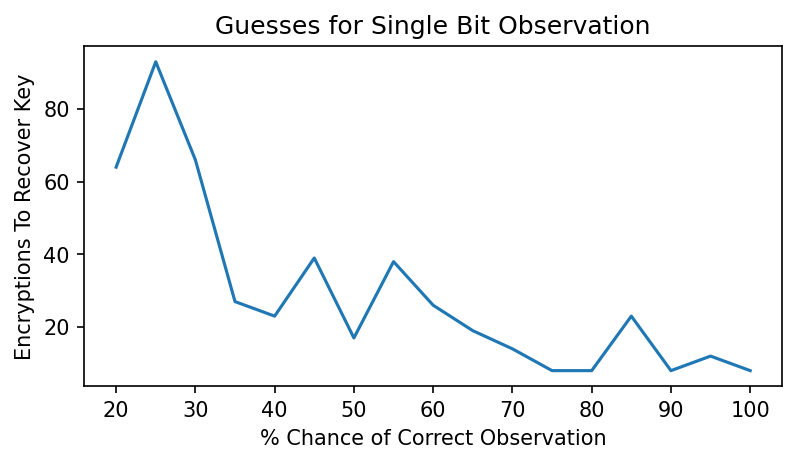 Guesses for Single Bit Observation
Encryptions To Recover Key
80
60
40
20
20 30 40 50 60 70 80 90 100
% Chance of Correct Observation